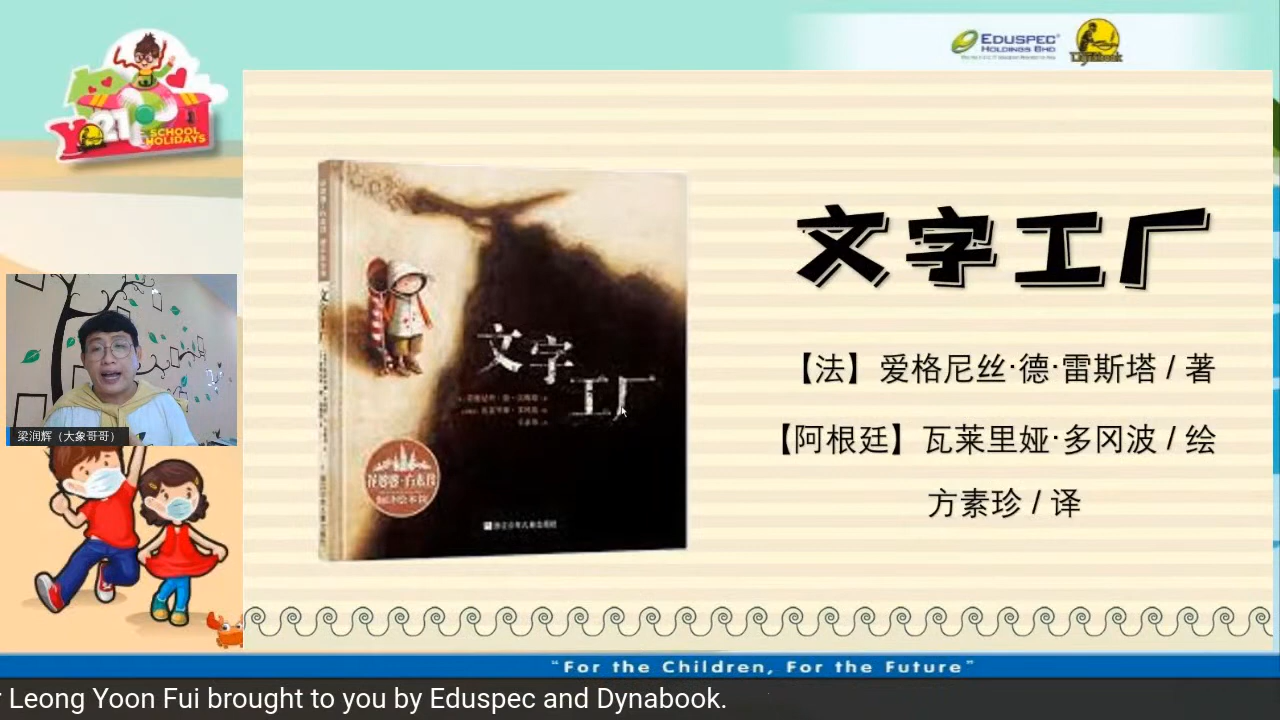 EDUSPEC
HOLDINGS BHD
Dynabook
21
SCHOOL
HOLIDAYS
文字工厂
【法】爱格尼丝·德·雷斯塔 / 著
【阿根廷】瓦莱里娅·多冈波 / 绘
方素珍 / 译
文字工厂
梁润辉（大象哥哥）
“For the Children, For the Future”
Leong Yoon Fui brought to you by Eduspec and Dynabook.